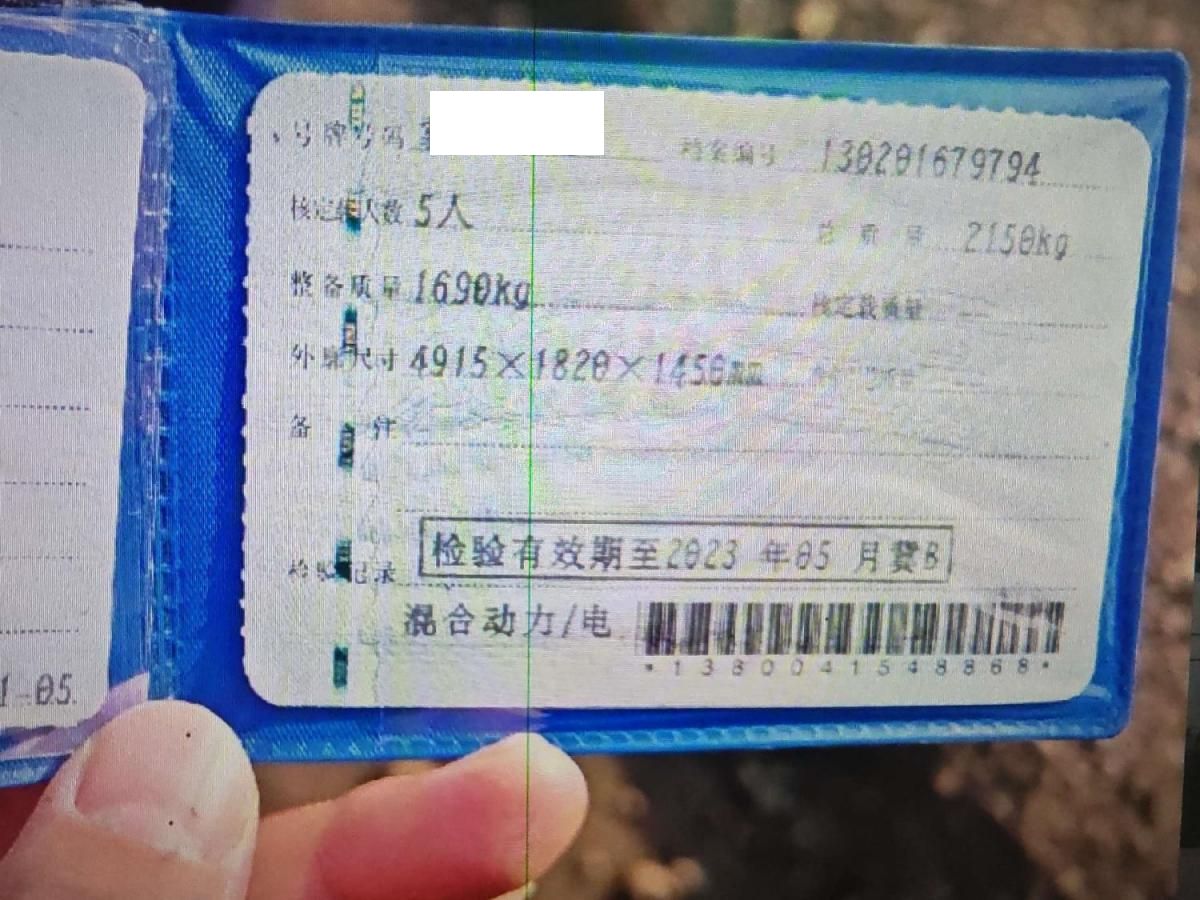 号牌号码 档案编号 130201679794
核定载人数 5人 总质量 2150kg
整备质量 1690kg 核定载质量 --
外廓尺寸 4915×1820×1450mm
备注
检验记录 检验有效期至2023年05月冀B
混合动力/电
*1380041548868*
1-05.